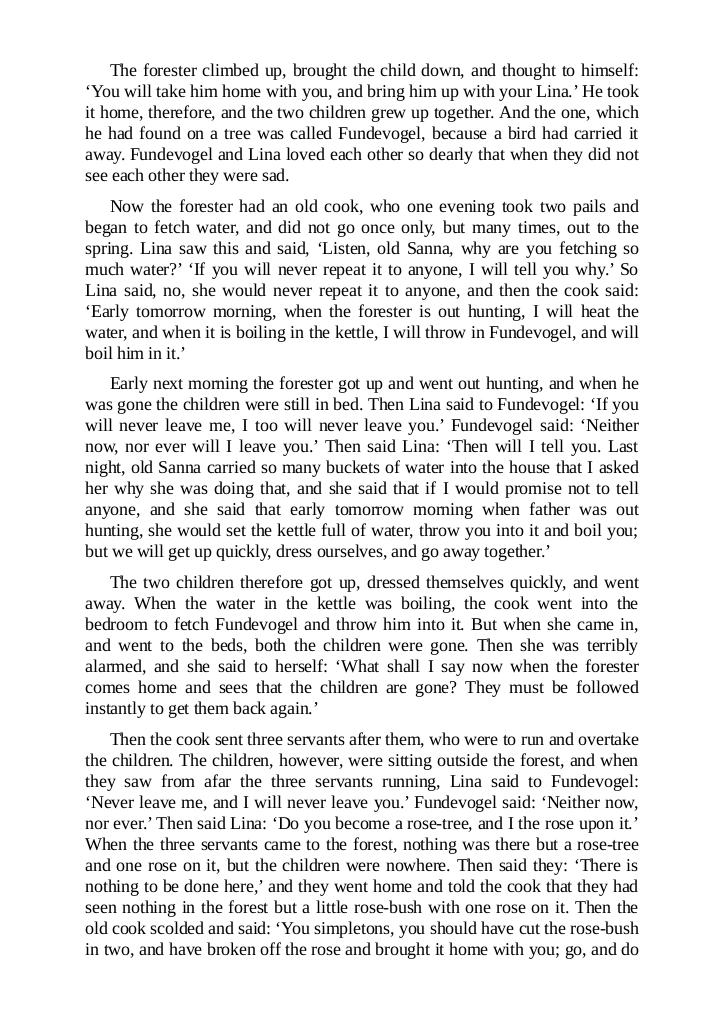 The forester climbed up, brought the child down, and thought to himself:
‘You will take him home with you, and bring him up with your Lina.’ He took
it home, therefore, and the two children grew up together. And the one, which
he had found on a tree was called Fundevogel, because a bird had carried it
away. Fundevogel and Lina loved each other so dearly that when they did not
see each other they were sad.
Now the forester had an old cook, who one evening took two pails and
began to fetch water, and did not go once only, but many times, out to the
spring. Lina saw this and said, ‘Listen, old Sanna, why are you fetching so
much water?’ ‘If you will never repeat it to anyone, I will tell you why.’ So
Lina said, no, she would never repeat it to anyone, and then the cook said:
‘Early tomorrow morning, when the forester is out hunting, I will heat the
water, and when it is boiling in the kettle, I will throw in Fundevogel, and will
boil him in it.’
Early next morning the forester got up and went out hunting, and when he
was gone the children were still in bed. Then Lina said to Fundevogel: ‘If you
will never leave me, I too will never leave you.’ Fundevogel said: ‘Neither
now, nor ever will I leave you.’ Then said Lina: ‘Then will I tell you. Last
night, old Sanna carried so many buckets of water into the house that I asked
her why she was doing that, and she said that if I would promise not to tell
anyone, and she said that early tomorrow morning when father was out
hunting, she would set the kettle full of water, throw you into it and boil you;
but we will get up quickly, dress ourselves, and go away together.’
The two children therefore got up, dressed themselves quickly, and went
away. When the water in the kettle was boiling, the cook went into the
bedroom to fetch Fundevogel and throw him into it. But when she came in,
and went to the beds, both the children were gone. Then she was terribly
alarmed, and she said to herself: ‘What shall I say now when the forester
comes home and sees that the children are gone? They must be followed
instantly to get them back again.’
Then the cook sent three servants after them, who were to run and overtake
the children. The children, however, were sitting outside the forest, and when
they saw from afar the three servants running, Lina said to Fundevogel:
‘Never leave me, and I will never leave you.’ Fundevogel said: ‘Neither now,
nor ever.’ Then said Lina: ‘Do you become a rose-tree, and I the rose upon it.’
When the three servants came to the forest, nothing was there but a rose-tree
and one rose on it, but the children were nowhere. Then said they: ‘There is
nothing to be done here,’ and they went home and told the cook that they had
seen nothing in the forest but a little rose-bush with one rose on it. Then the
old cook scolded and said: ‘You simpletons, you should have cut the rose-bush
in two, and have broken off the rose and brought it home with you; go, and do